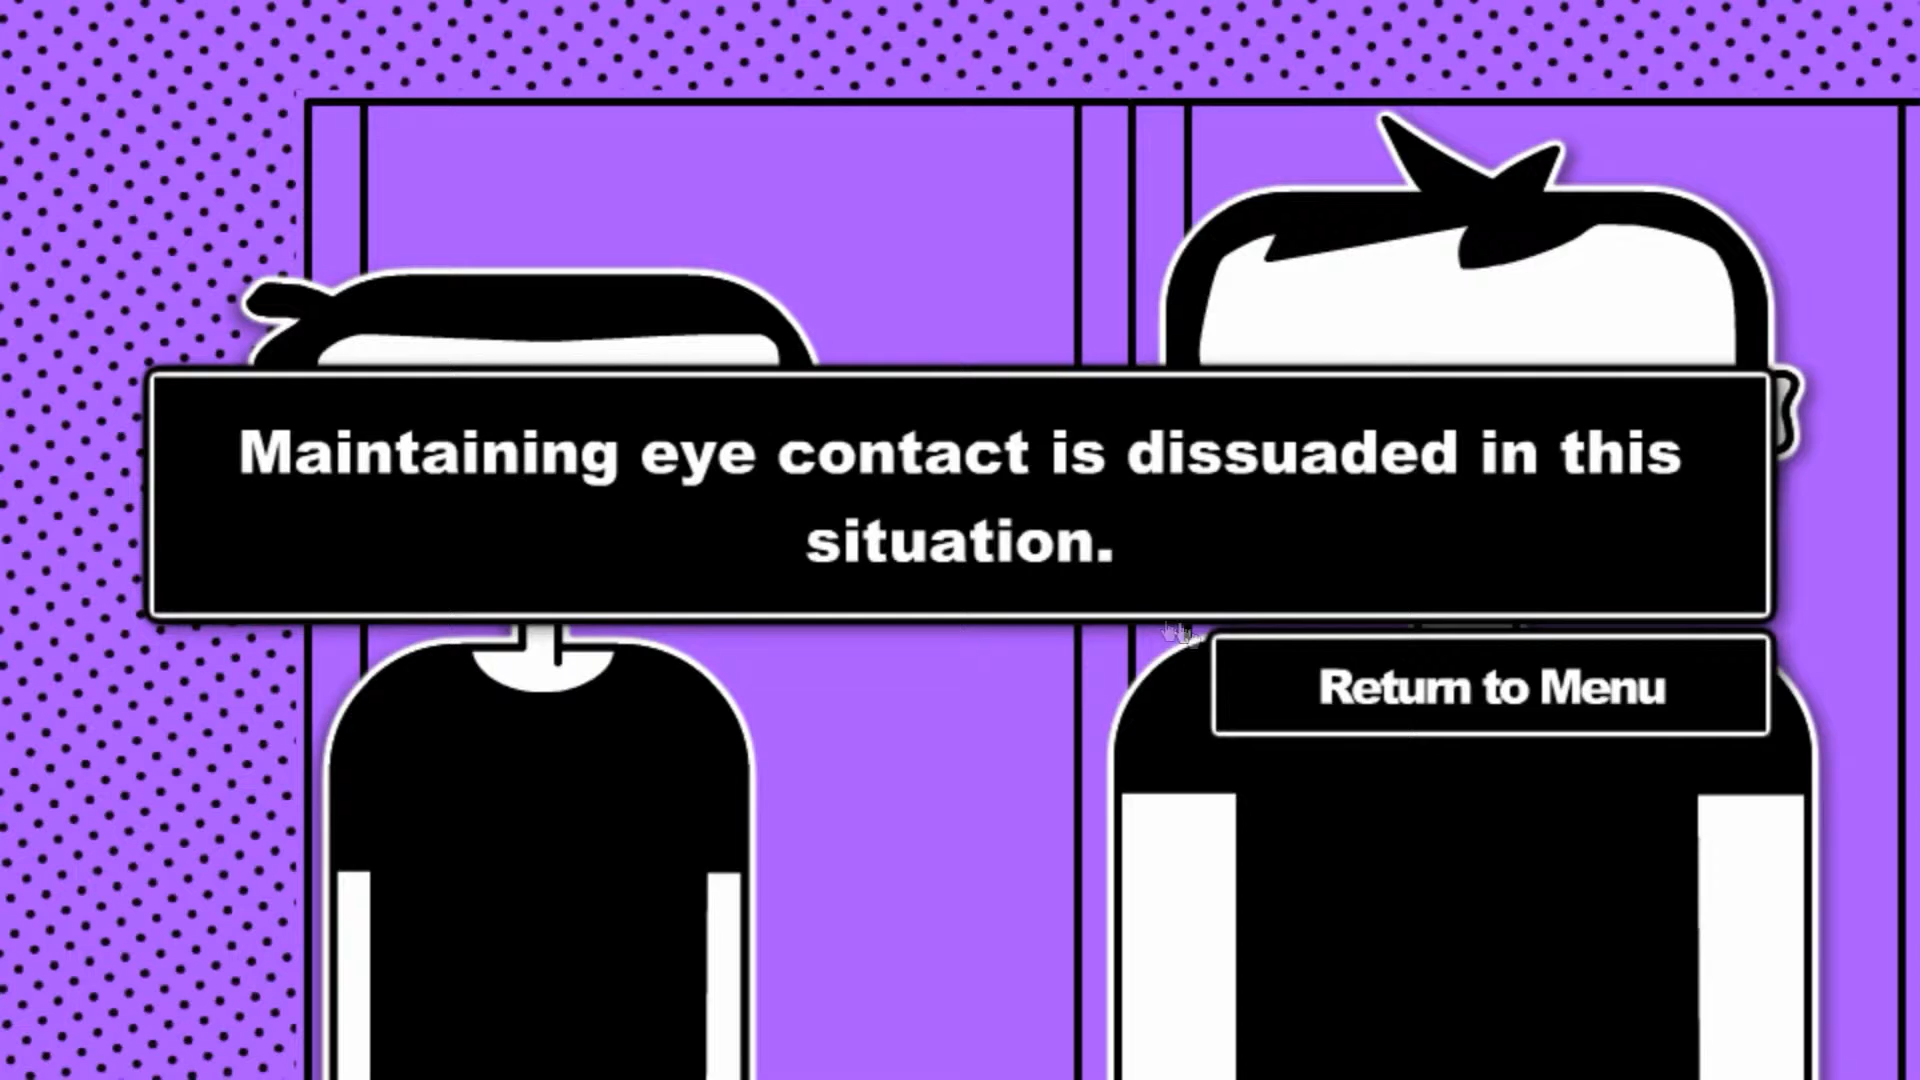 Maintaining eye contact is dissuaded in this
situation.
Return to Menu